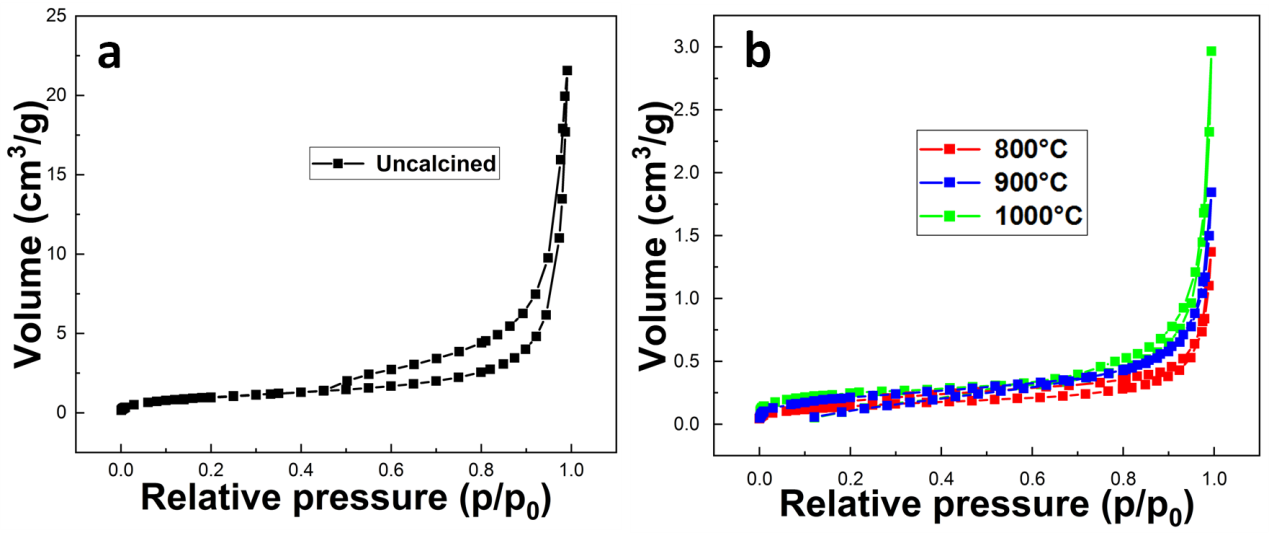 a
Volume (cm³/g)
25
20
15
10
5
0
Uncalcined
0.0 0.2 0.4 0.6 0.8 1.0
Relative pressure (p/p₀)
b
Volume (cm³/g)
3.0
2.5
2.0
1.5
1.0
0.5
0.0
800°C
900°C
1000°C
0.0 0.2 0.4 0.6 0.8 1.0
Relative pressure (p/p₀)